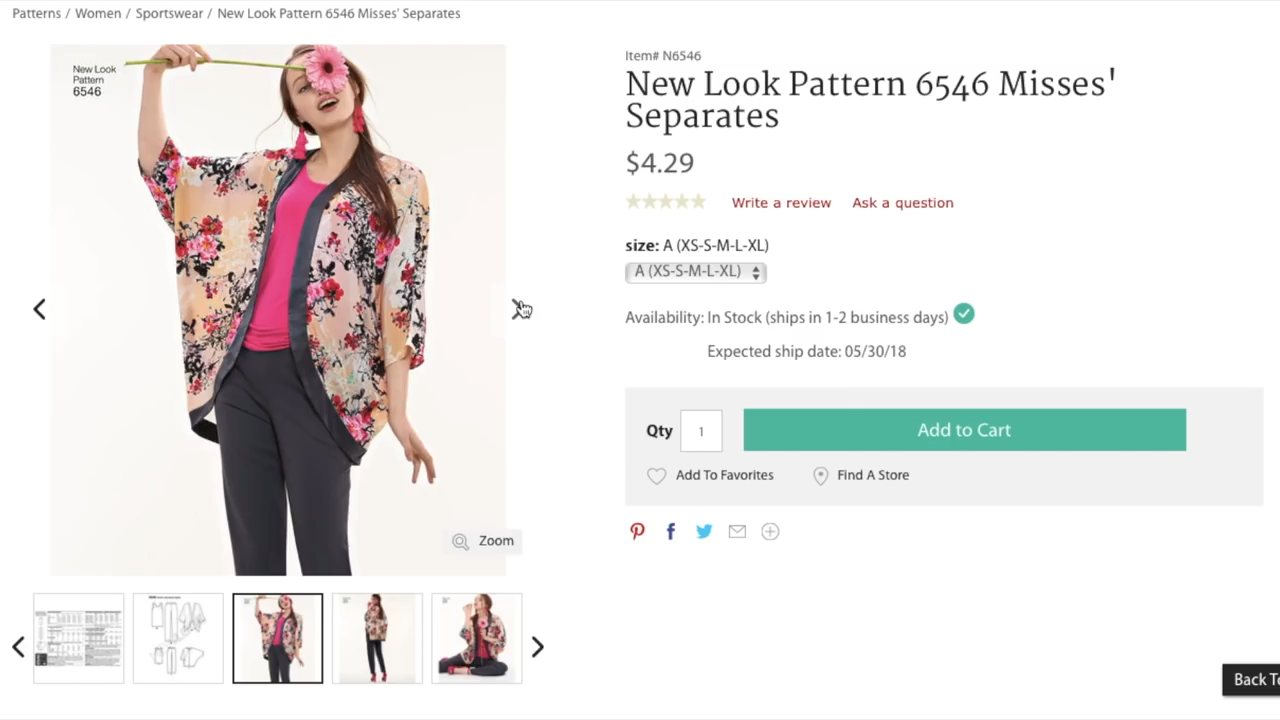 Patterns / Women / Sportswear / New Look Pattern 6546 Misses' Separates
New Look
Pattern
6546
Zoom
Item# N6546
New Look Pattern 6546 Misses'
Separates
$4.29
Write a review Ask a question
size: A (XS-S-M-L-XL)
A (XS-S-M-L-XL)
Availability: In Stock (ships in 1-2 business days)
Expected ship date: 05/30/18
Qty 1 Add to Cart
Add To Favorites Find A Store
Back